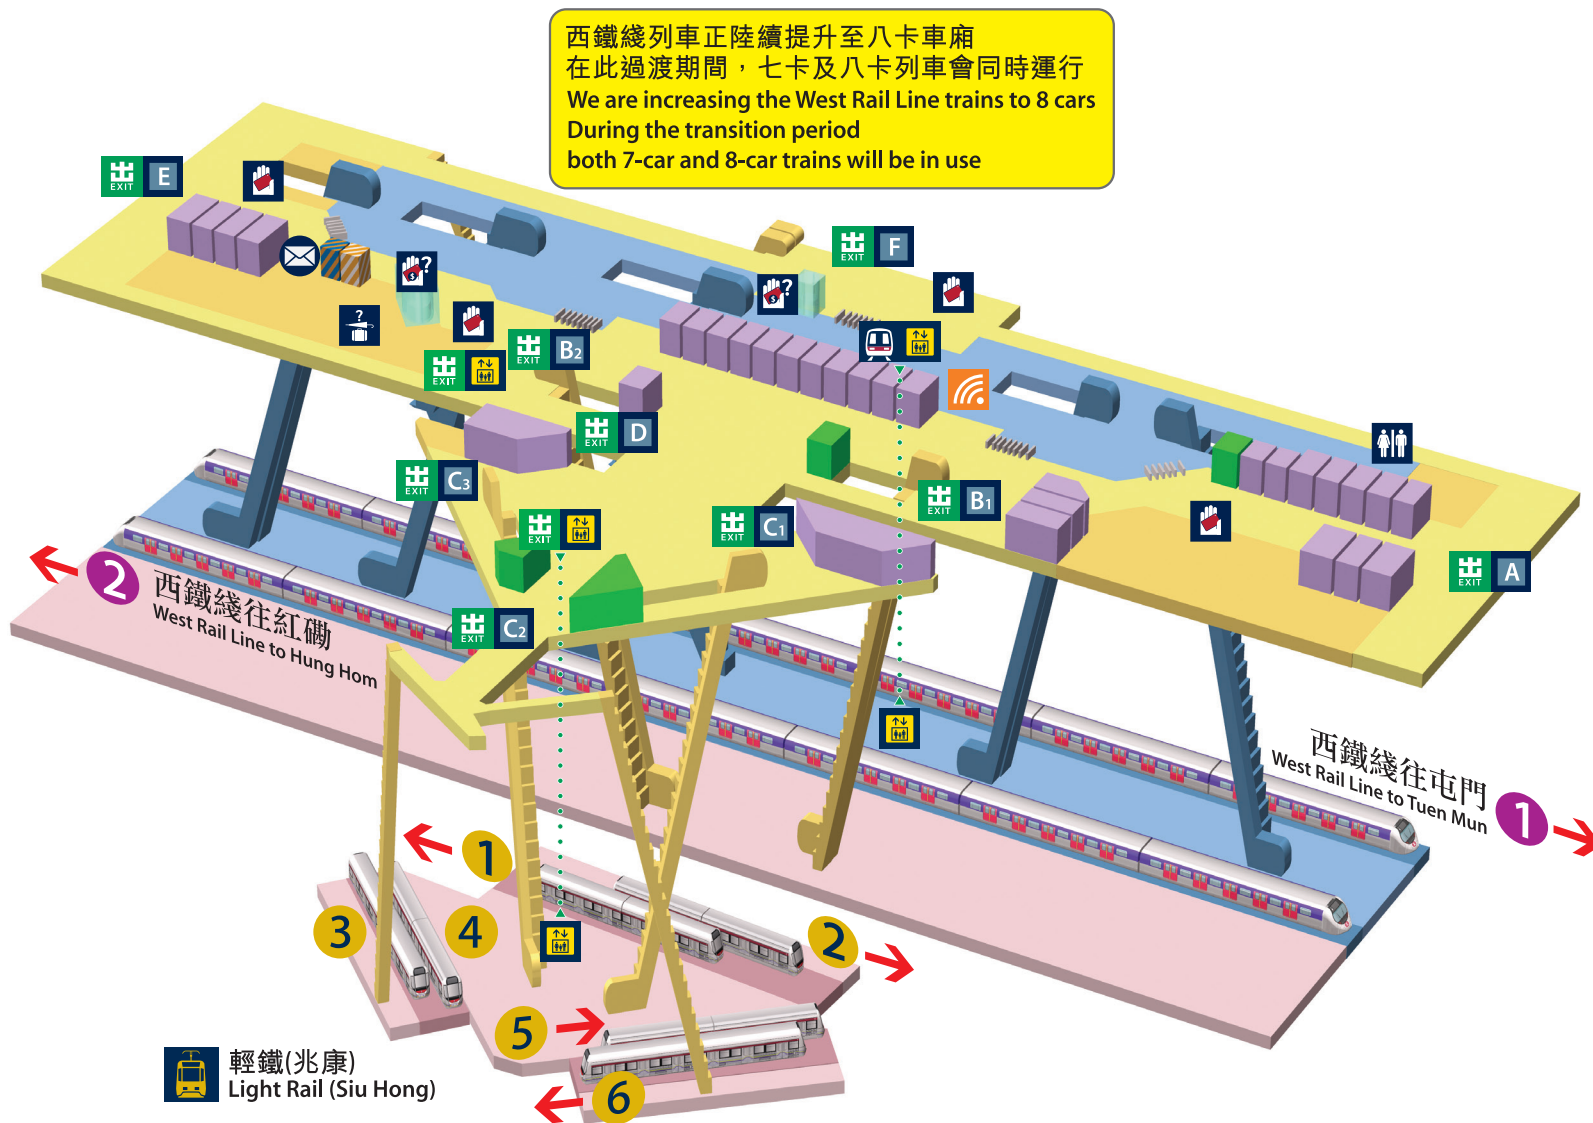 西鐵綫列車正陸續提升至八卡車廂
在此過渡期間，七卡及八卡列車會同時運行
We are increasing the West Rail Line trains to 8 cars
During the transition period
both 7-car and 8-car trains will be in use
出 EXIT E
出 EXIT F
?
$?
$?
出 EXIT B2
出 EXIT
出 EXIT D
出 EXIT C3
出 EXIT
出 EXIT C1
出 EXIT B1
出 EXIT A
出 EXIT C2
2
西鐵綫往紅磡
West Rail Line to Hung Hom
西鐵綫往屯門
West Rail Line to Tuen Mun
1
1
3
4
2
5
6
輕鐵(兆康)
Light Rail (Siu Hong)